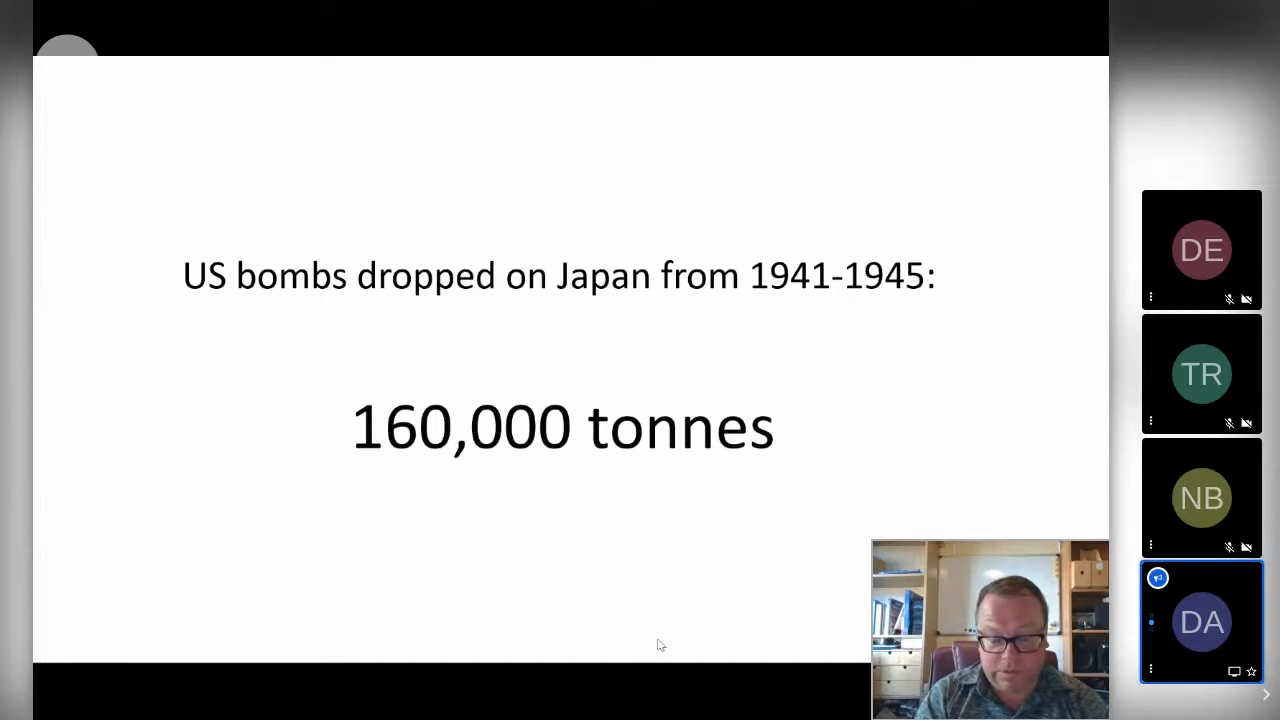 US bombs dropped on Japan from 1941-1945:
160,000 tonnes
DE
TR
NB
DA